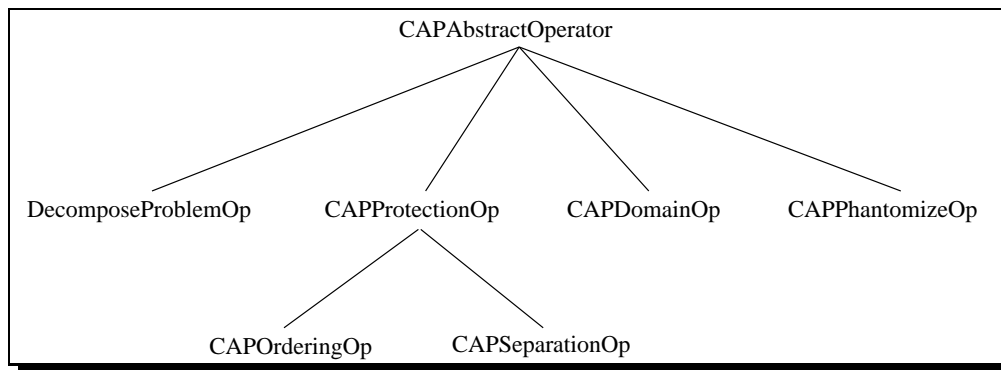 CAPAbstractOperator
DecomposeProblemOp CAPProtectionOp CAPDomainOp CAPPhantomizeOp
CAPOrderingOp CAPSeparationOp